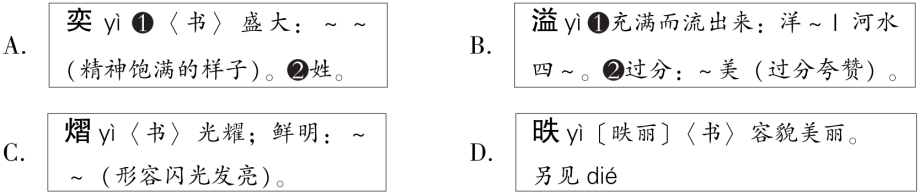 A. 奕 yì ❶〈书〉盛大：～～
(精神饱满的样子)。❷姓。
B. 溢 yì ❶充满而流出来：洋～｜河水
四～。❷过分：～美（过分夸赞）。
C. 熠 yì〈书〉光耀；鲜明：～
～（形容闪光发亮）。
D. 昳 yì〔昳丽〕〈书〉容貌美丽。
另见 dié